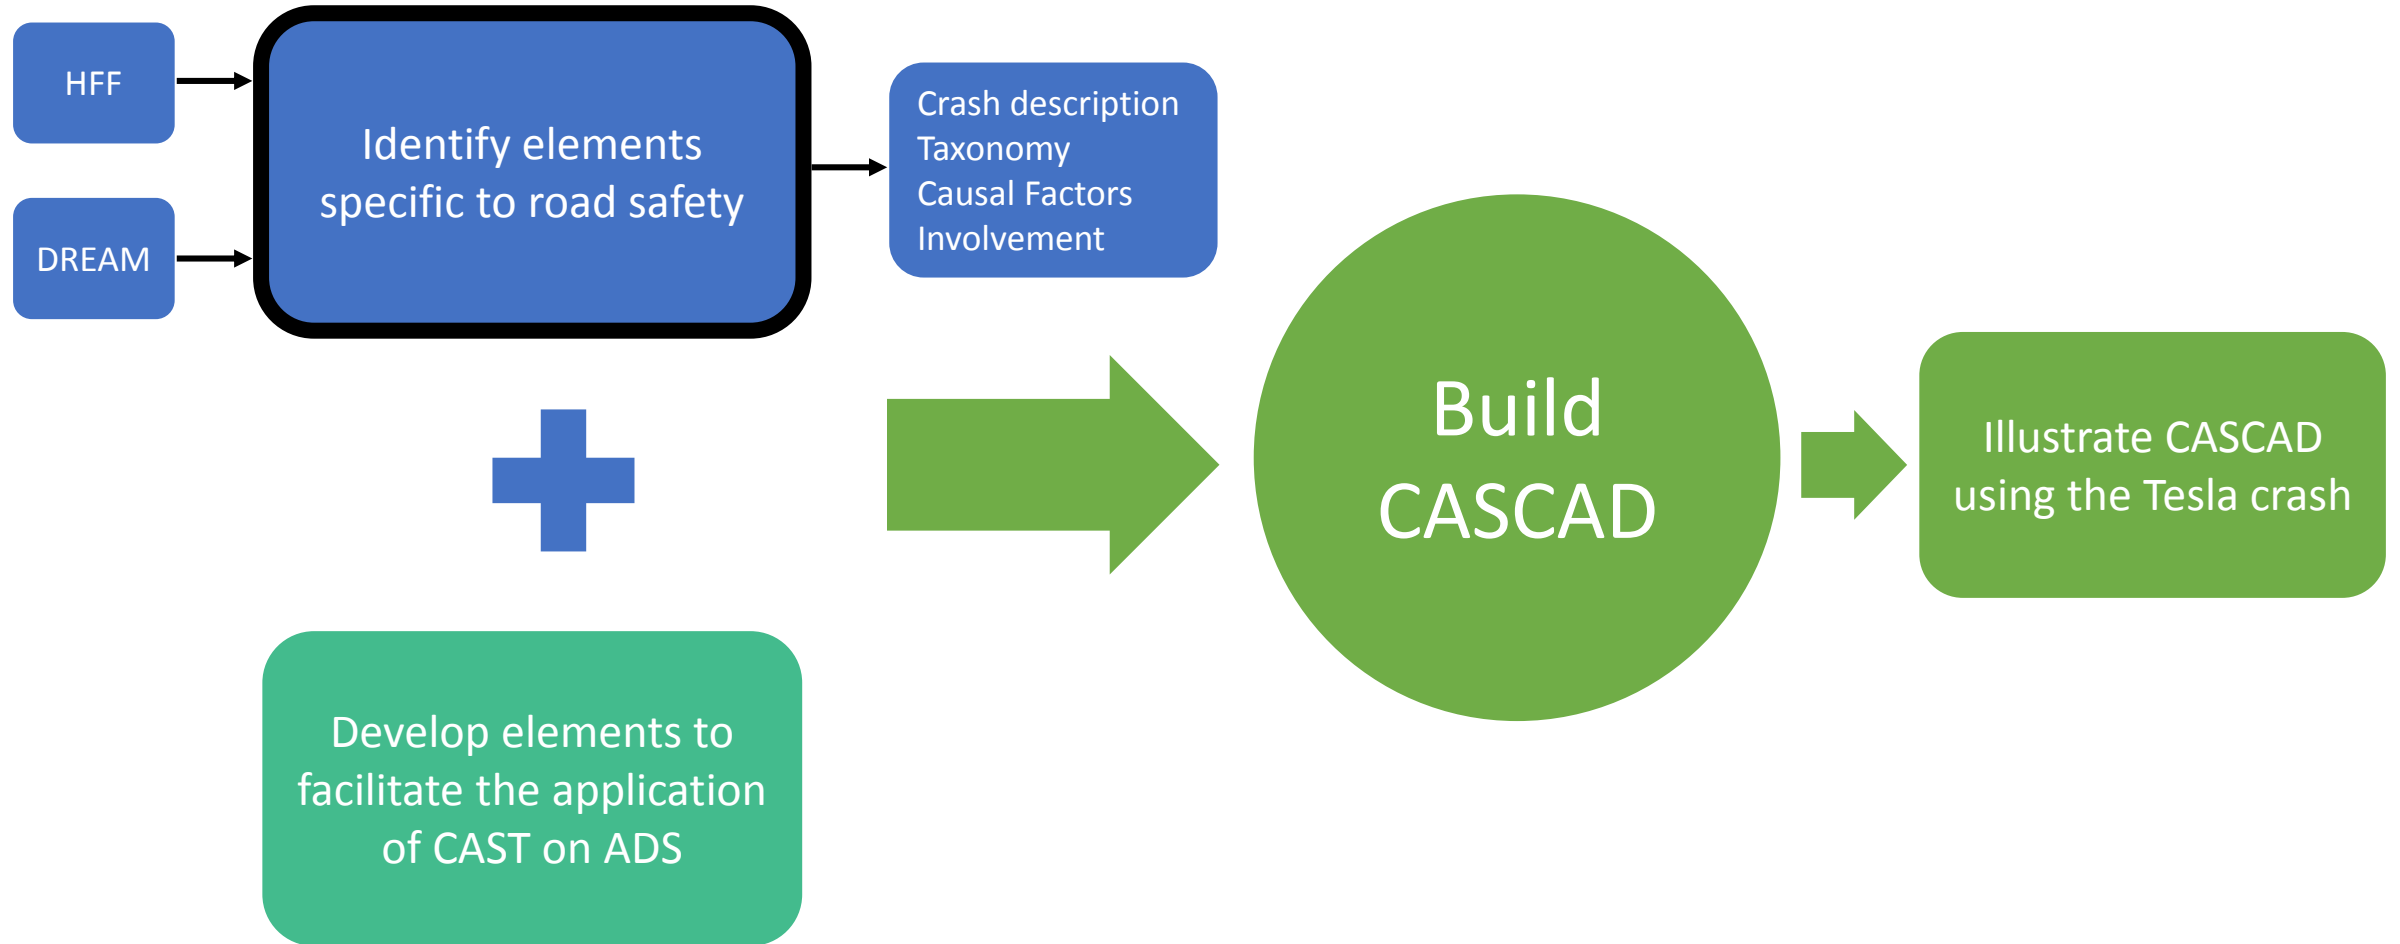 HFF
DREAM
Identify elements
specific to road safety
Crash description
Taxonomy
Causal Factors
Involvement
Develop elements to
facilitate the application
of CAST on ADS
Build
CASCAD
Illustrate CASCAD
using the Tesla crash